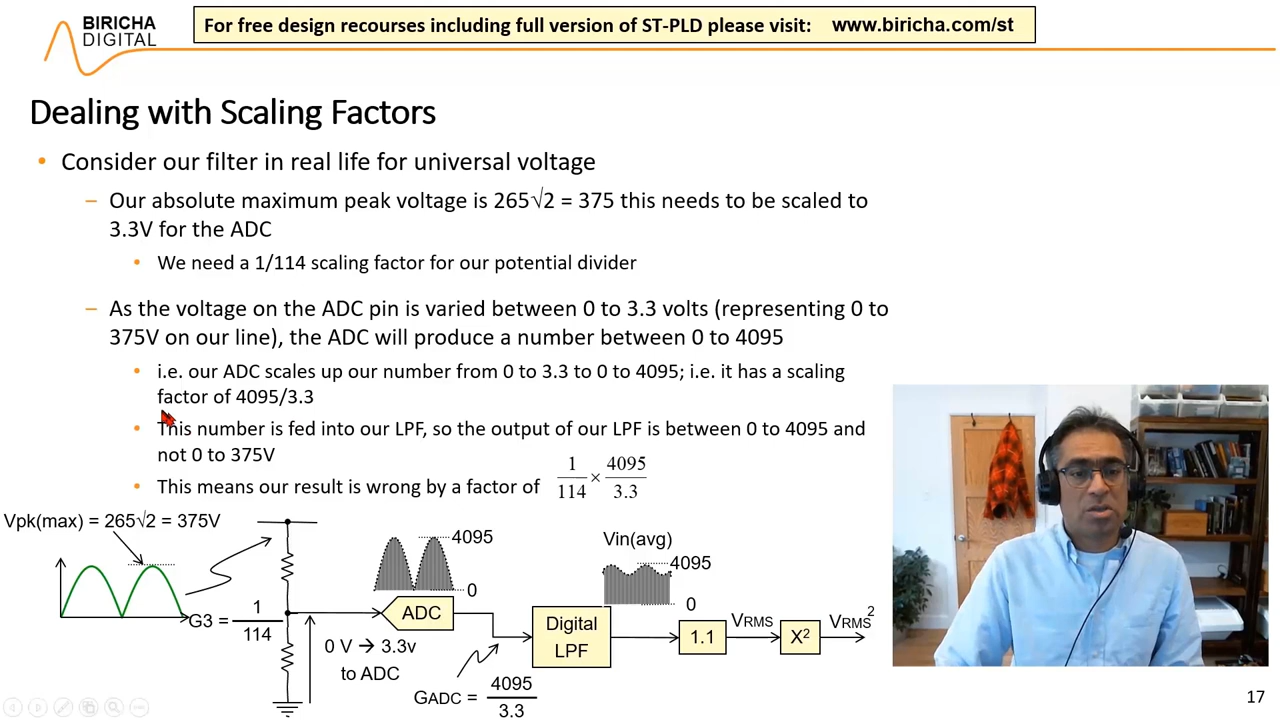 BIRICHA
DIGITAL
For free design recourses including full version of ST-PLD please visit: www.biricha.com/st
Dealing with Scaling Factors
• Consider our filter in real life for universal voltage
– Our absolute maximum peak voltage is 265√2 = 375 this needs to be scaled to
3.3V for the ADC
• We need a 1/114 scaling factor for our potential divider
– As the voltage on the ADC pin is varied between 0 to 3.3 volts (representing 0 to
375V on our line), the ADC will produce a number between 0 to 4095
• i.e. our ADC scales up our number from 0 to 3.3 to 0 to 4095; i.e. it has a scaling
factor of 4095/3.3
• This number is fed into our LPF, so the output of our LPF is between 0 to 4095 and
not 0 to 375V
• This means our result is wrong by a factor of 1/114 × 4095/3.3
Vpk(max) = 265√2 = 375V
G3 = 1/114
0 V → 3.3v
to ADC
4095
0
ADC
GADC = 4095/3.3
Digital
LPF
Vin(avg)
4095
0
1.1
VRMS
X²
VRMS²
17